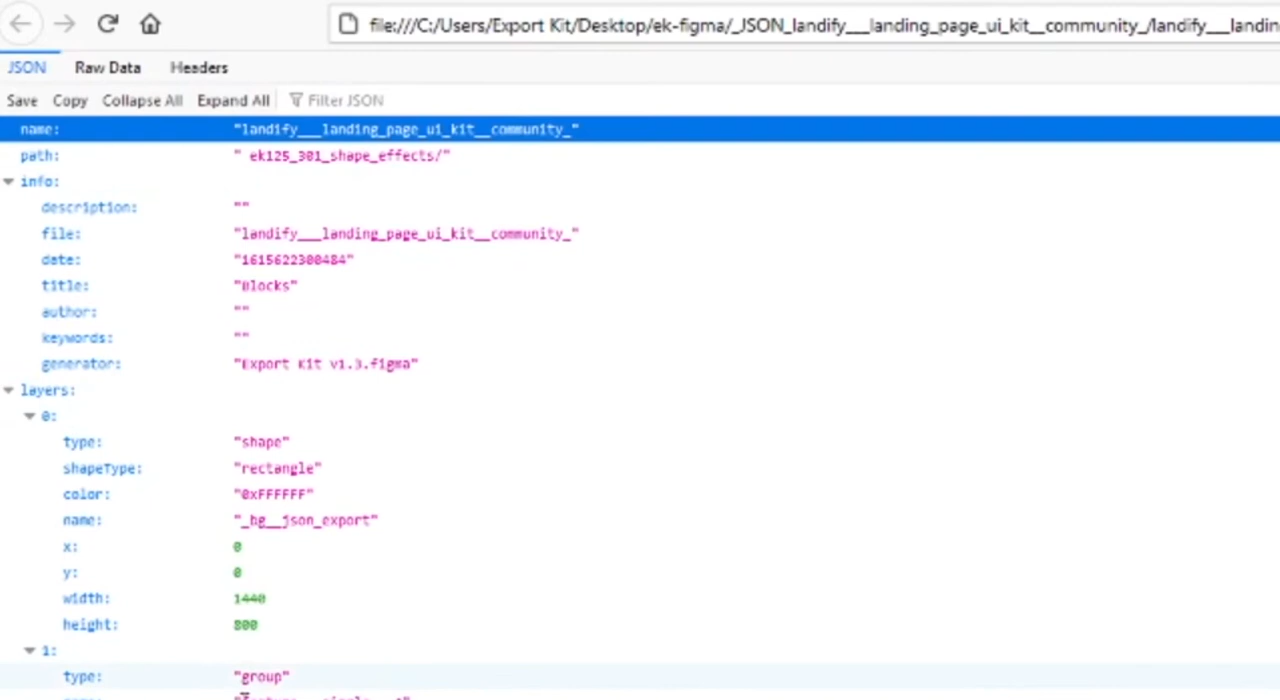 file:///C:/Users/Export Kit/Desktop/ek-figma/_JSON_landify___landing_page_ui_kit__community_/landify___landin
JSON Raw Data Headers
Save Copy Collapse All Expand All Filter JSON
name: "landify___landing_page_ui_kit__community_"
path: " ek125_301_shape_effects/"
info:
description: ""
file: "landify___landing_page_ui_kit__community_"
date: "1615622300484"
title: "Blocks"
author: ""
keywords: ""
generator: "Export Kit v1.3.figma"
layers:
0:
type: "shape"
shapeType: "rectangle"
color: "0xFFFFFF"
name: "_bg__json_export"
x: 0
y: 0
width: 1440
height: 800
1:
type: "group"